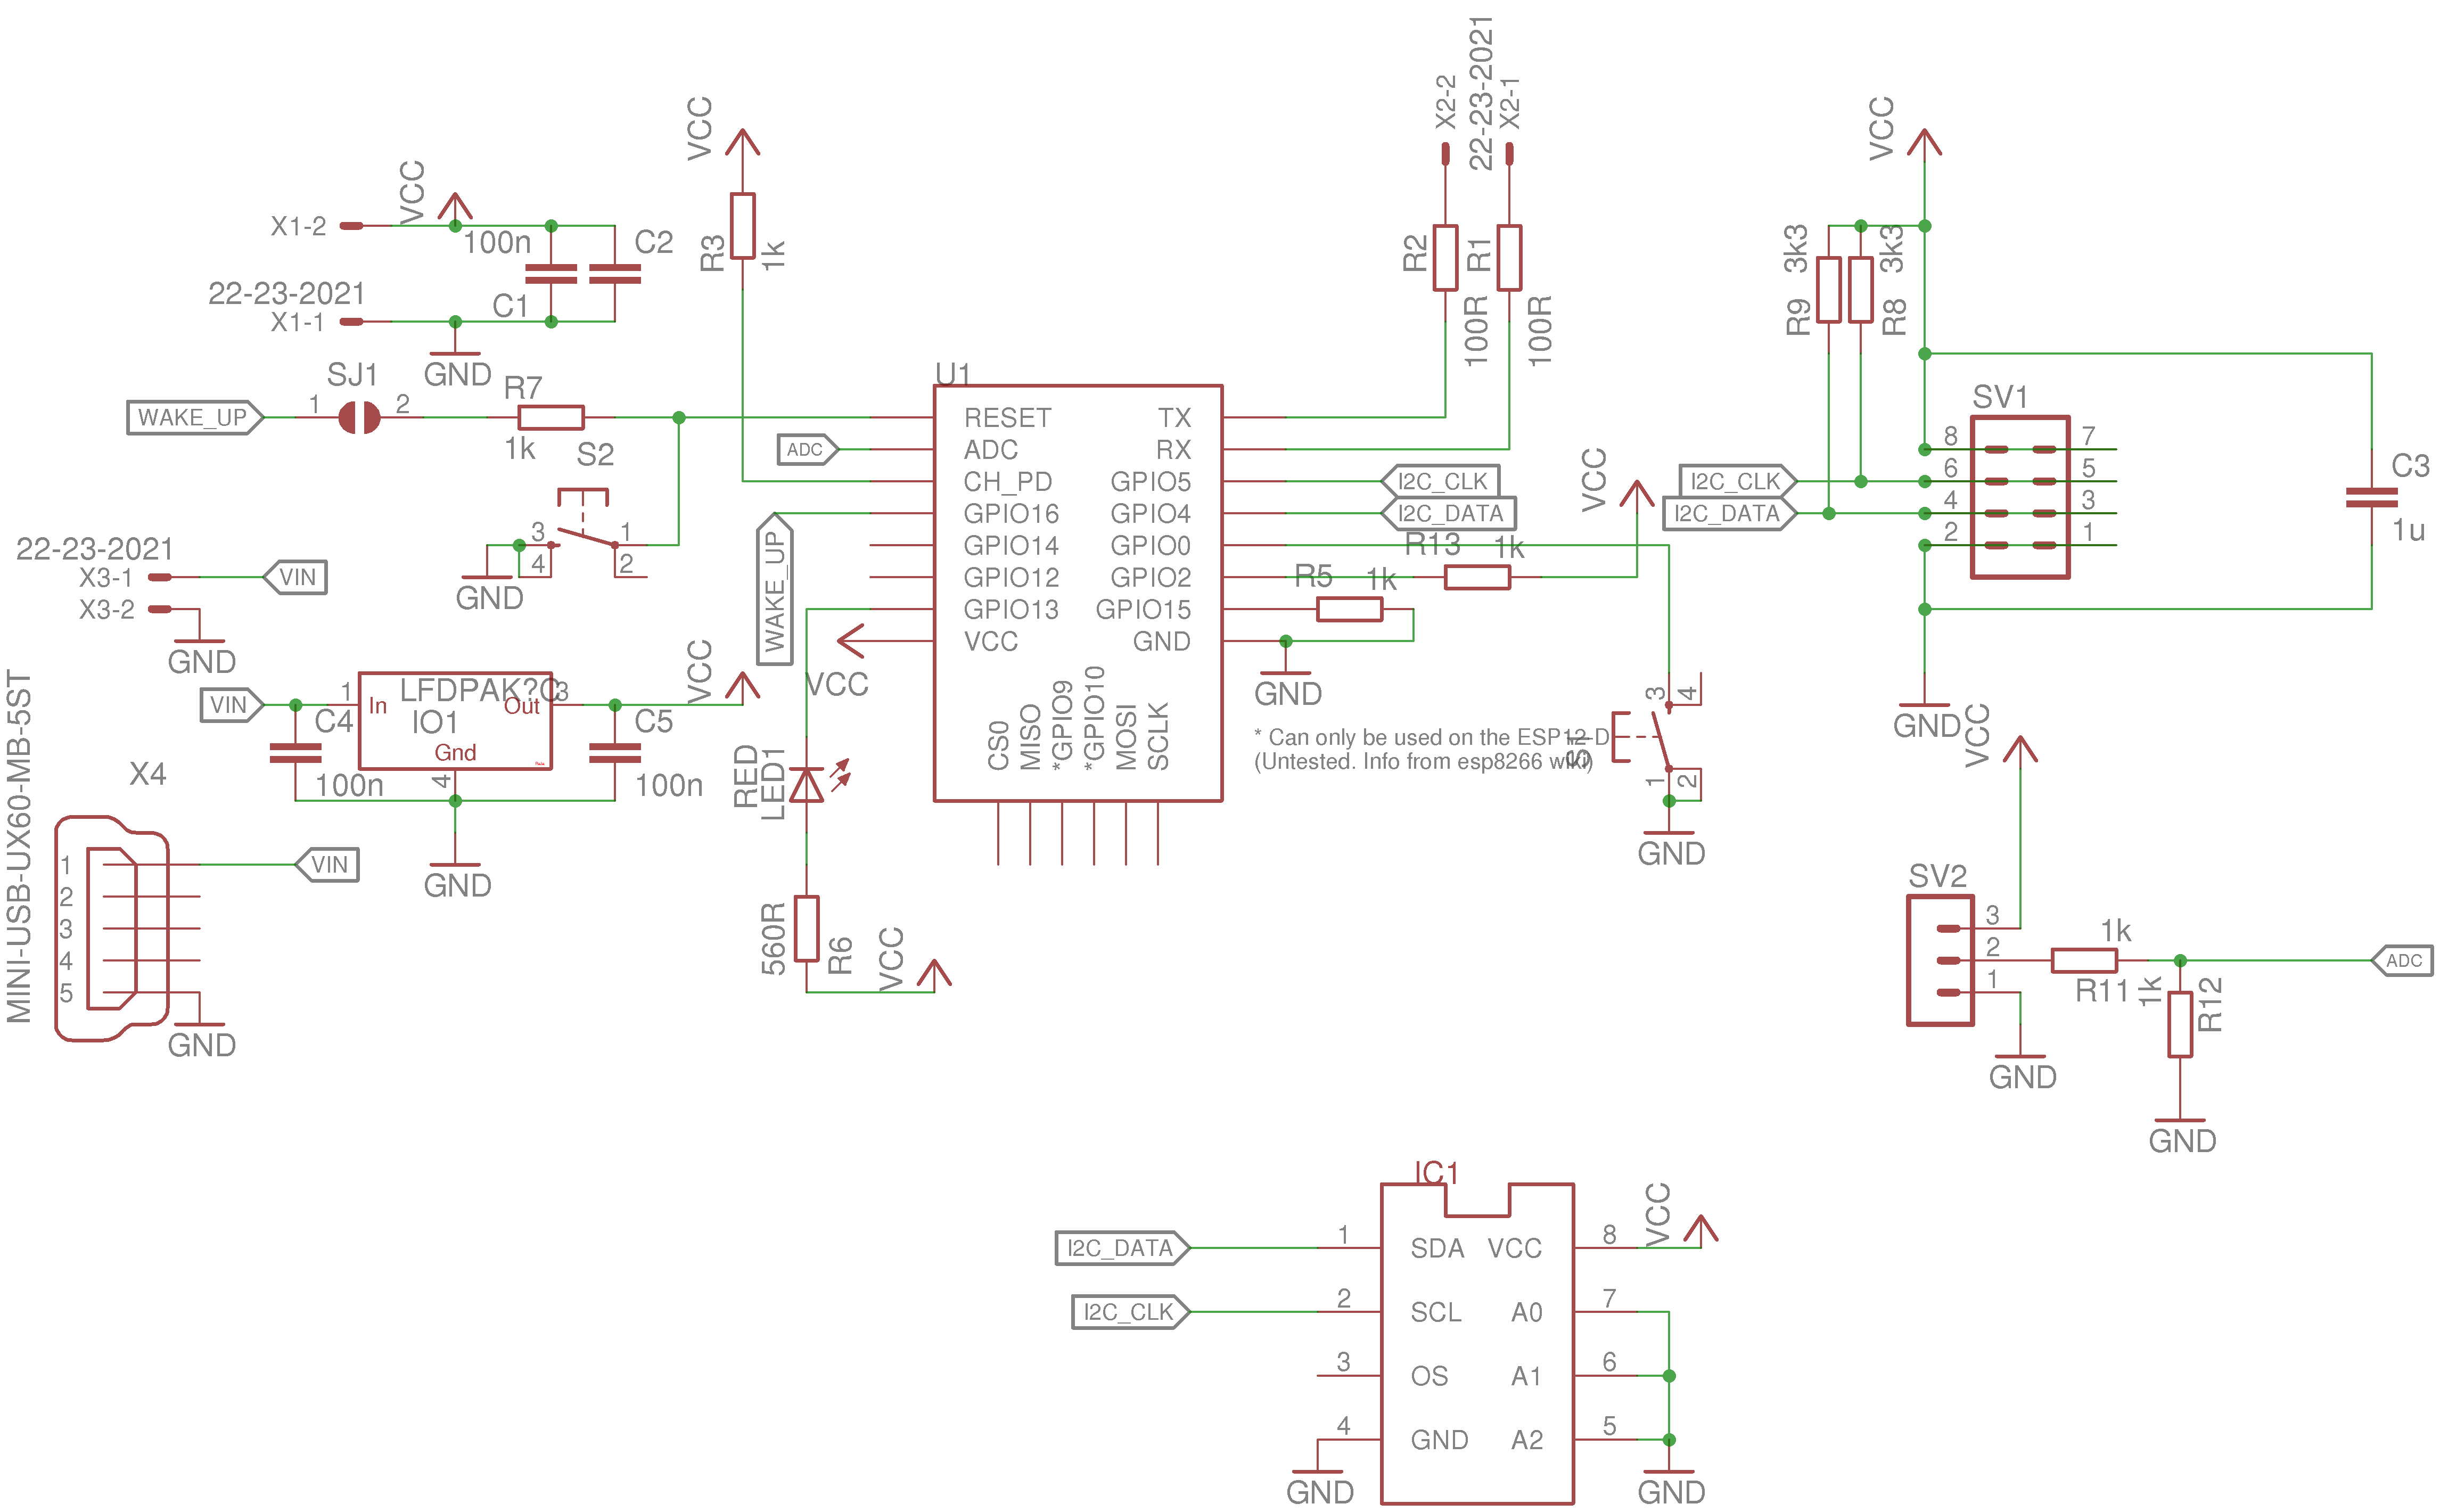 X1-2
VCC
100n
C2
22-23-2021
X1-1
C1
GND
VCC
R3
1k
X2-2
22-23-2021
X2-1
R2
R1
100R
100R
VCC
3k3
3k3
R9
R8
WAKE_UP
SJ1
1
2
R7
1k
S2
3
1
4
2
GND
22-23-2021
X3-1
VIN
X3-2
GND
U1
RESET
ADC
CH_PD
GPIO16
GPIO14
GPIO12
GPIO13
VCC
TX
RX
GPIO5
GPIO4
GPIO0
GPIO2
GPIO15
GND
CS0
MISO
*GPIO9
*GPIO10
MOSI
SCLK
ADC
WAKE_UP
VCC
I2C_CLK
I2C_DATA
R13
1k
R5
1k
VCC
GND
* Can only be used on the ESP12-D
(Untested. Info from esp8266 wiki)
S1
3
4
1
2
GND
I2C_CLK
I2C_DATA
SV1
8
7
6
5
4
3
2
1
C3
1u
GND
VIN
1
In
LFDPAK?C
3
IO1
Out
Gnd
4
C4
100n
C5
100n
VCC
GND
MINI-USB-UX60-MB-5ST
X4
1
2
3
4
5
VIN
GND
RED
LED1
560R
R6
VCC
VCC
SV2
3
2
1
1k
R11
1k
R12
ADC
GND
GND
IC1
I2C_DATA
1
SDA
VCC
8
VCC
I2C_CLK
2
SCL
A0
7
3
OS
A1
6
4
GND
A2
5
GND
GND